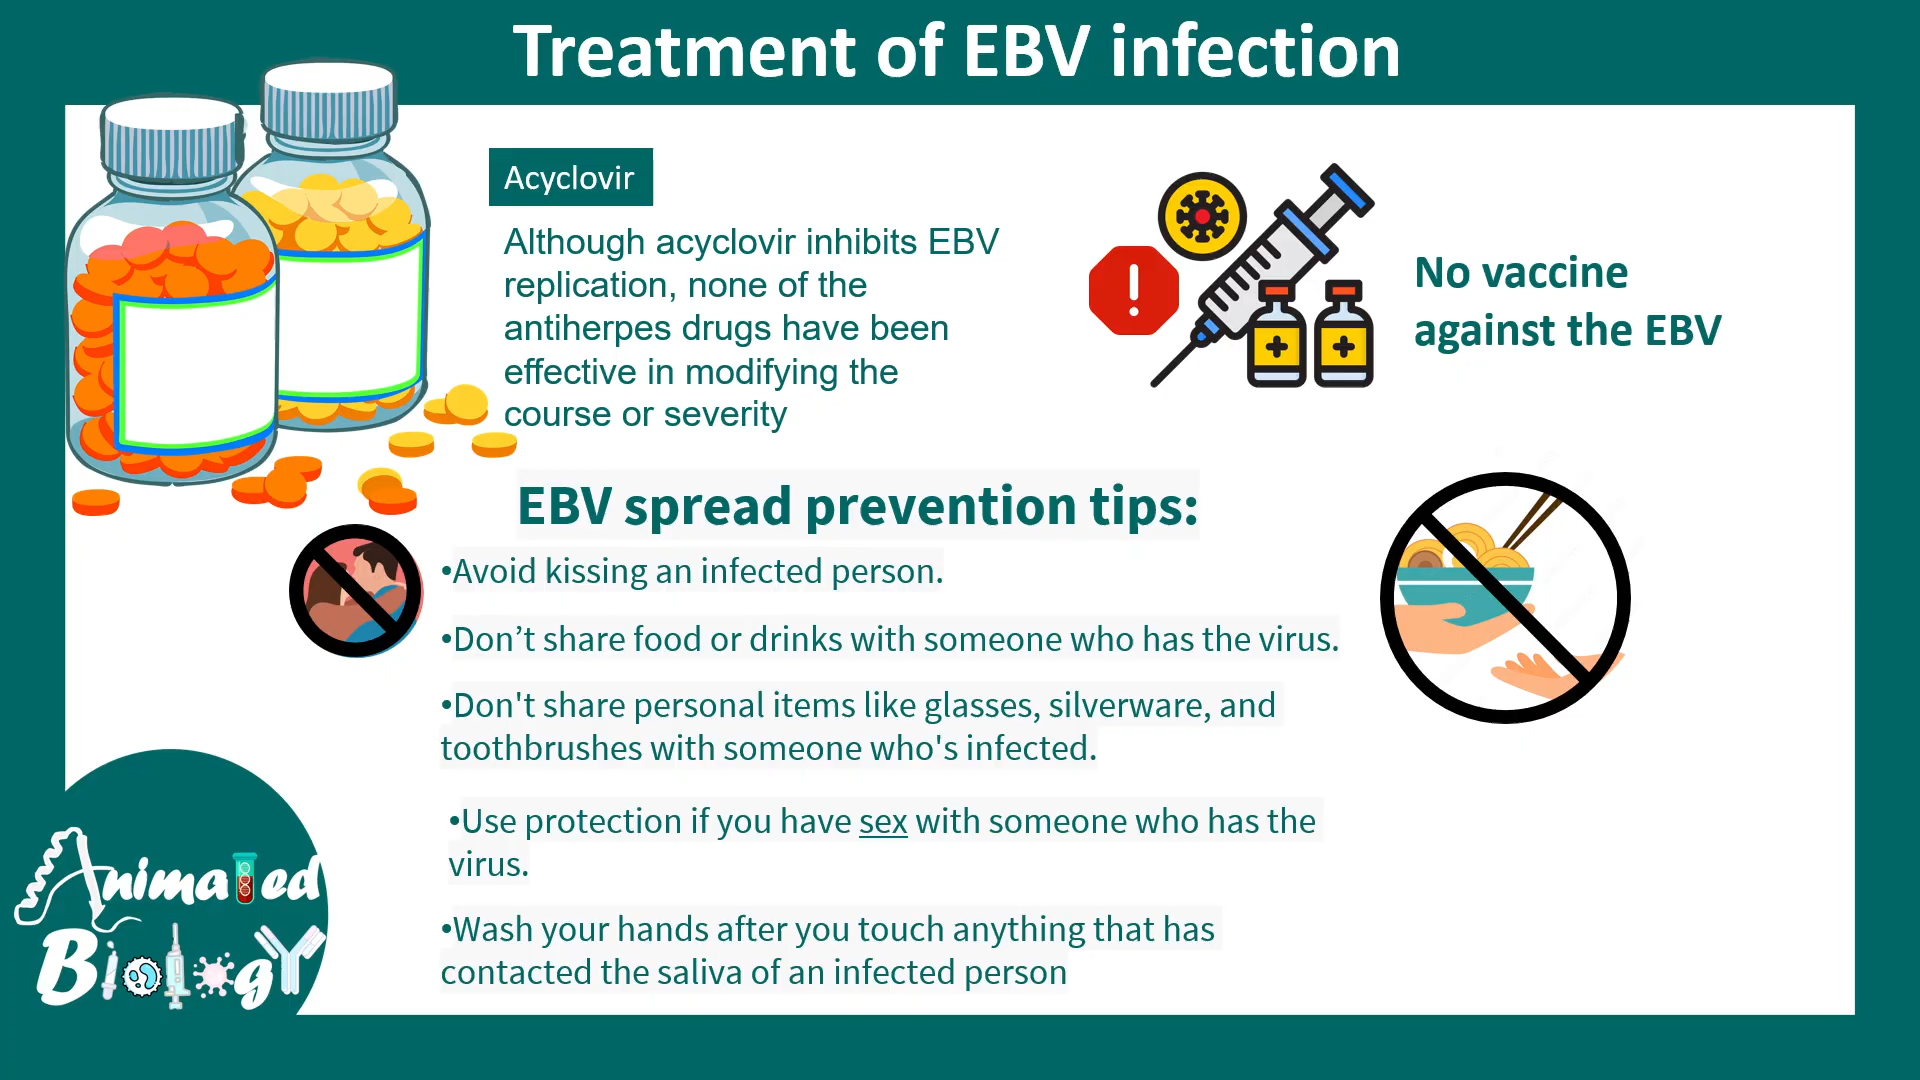 Treatment of EBV infection
Acyclovir
Although acyclovir inhibits EBV
replication, none of the
antiherpes drugs have been
effective in modifying the
course or severity
No vaccine
against the EBV
EBV spread prevention tips:
•Avoid kissing an infected person.
•Don’t share food or drinks with someone who has the virus.
•Don't share personal items like glasses, silverware, and
toothbrushes with someone who's infected.
•Use protection if you have sex with someone who has the
virus.
•Wash your hands after you touch anything that has
contacted the saliva of an infected person
Animated
Biology